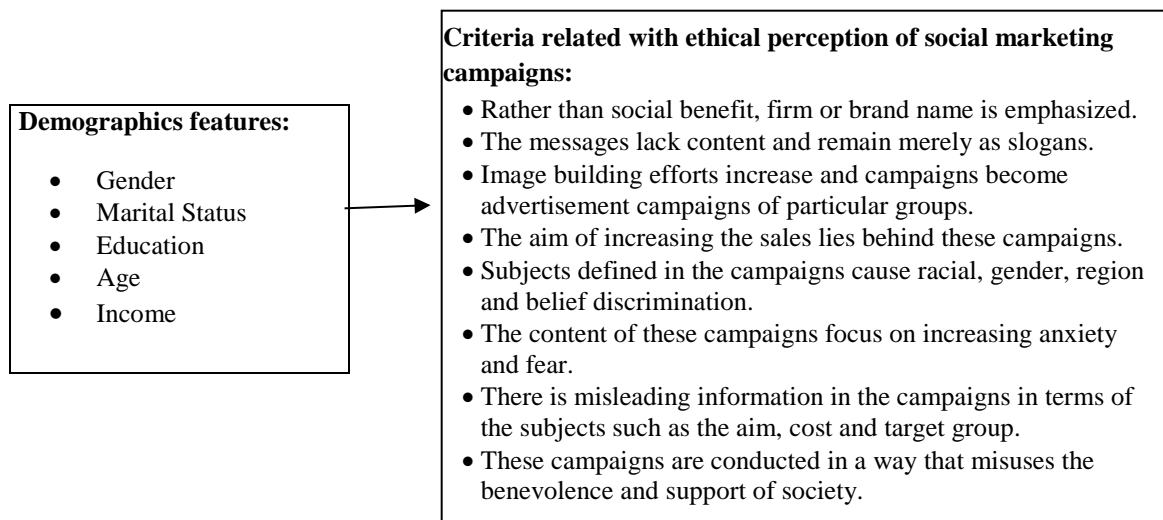 Demographics features:
• Gender
• Marital Status
• Education
• Age
• Income
Criteria related with ethical perception of social marketing
campaigns:
• Rather than social benefit, firm or brand name is emphasized.
• The messages lack content and remain merely as slogans.
• Image building efforts increase and campaigns become
advertisement campaigns of particular groups.
• The aim of increasing the sales lies behind these campaigns.
• Subjects defined in the campaigns cause racial, gender, region
and belief discrimination.
• The content of these campaigns focus on increasing anxiety
and fear.
• There is misleading information in the campaigns in terms of
the subjects such as the aim, cost and target group.
• These campaigns are conducted in a way that misuses the
benevolence and support of society.